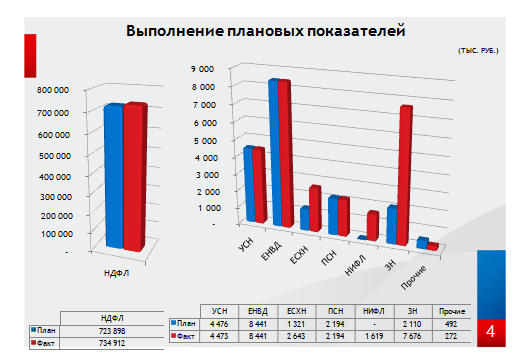 Выполнение плановых показателей
(ТЫС. РУБ.)
800 000
700 000
600 000
500 000
400 000
300 000
200 000
100 000
-
НДФЛ
9 000
8 000
7 000
6 000
5 000
4 000
3 000
2 000
1 000
-
УСН
ЕНВД
ЕСХН
ПСН
НИФЛ
ЗН
Прочие
НДФЛ
План 723 898
Факт 734 912
УСН ЕНВД ЕСХН ПСН НИФЛ ЗН Прочие
План 4 476 8 441 1 321 2 194 - 2 110 492
Факт 4 473 8 441 2 643 2 194 1 619 7 676 272
4